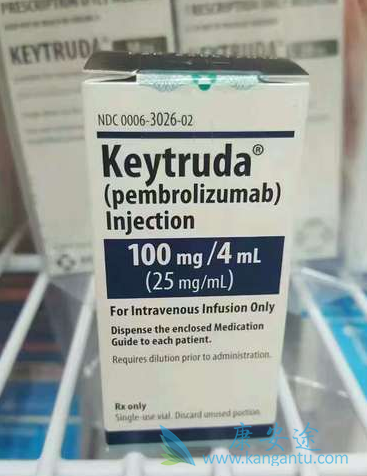 PRESCRIPTION
KEYTRUDA
KEYTRUDA
NDC 0006-3026-02
Keytruda®
(pembrolizumab)
Injection
100 mg/4 mL
(25 mg/mL)
For Intravenous Infusion Only
Dispense the enclosed Medication
Guide to each patient.
Requires dilution prior to administration.
Rx only
Single-use vial. Discard unused portion.
康安途
www.kangantu.com